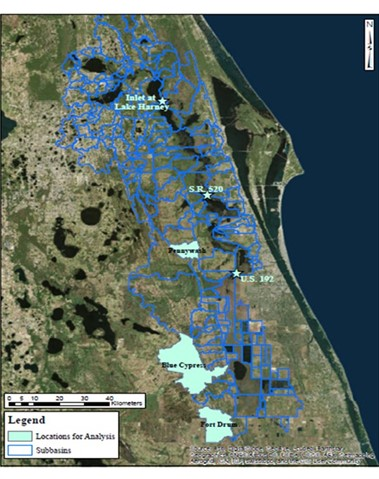 N
Inlet at
Lake Harney
S.R. 520
Pennywash
U.S. 192
Blue Cypress
Fort Drum
0 5 10 20 30 40
Kilometers
Legend
Locations for Analysis
Subbasins